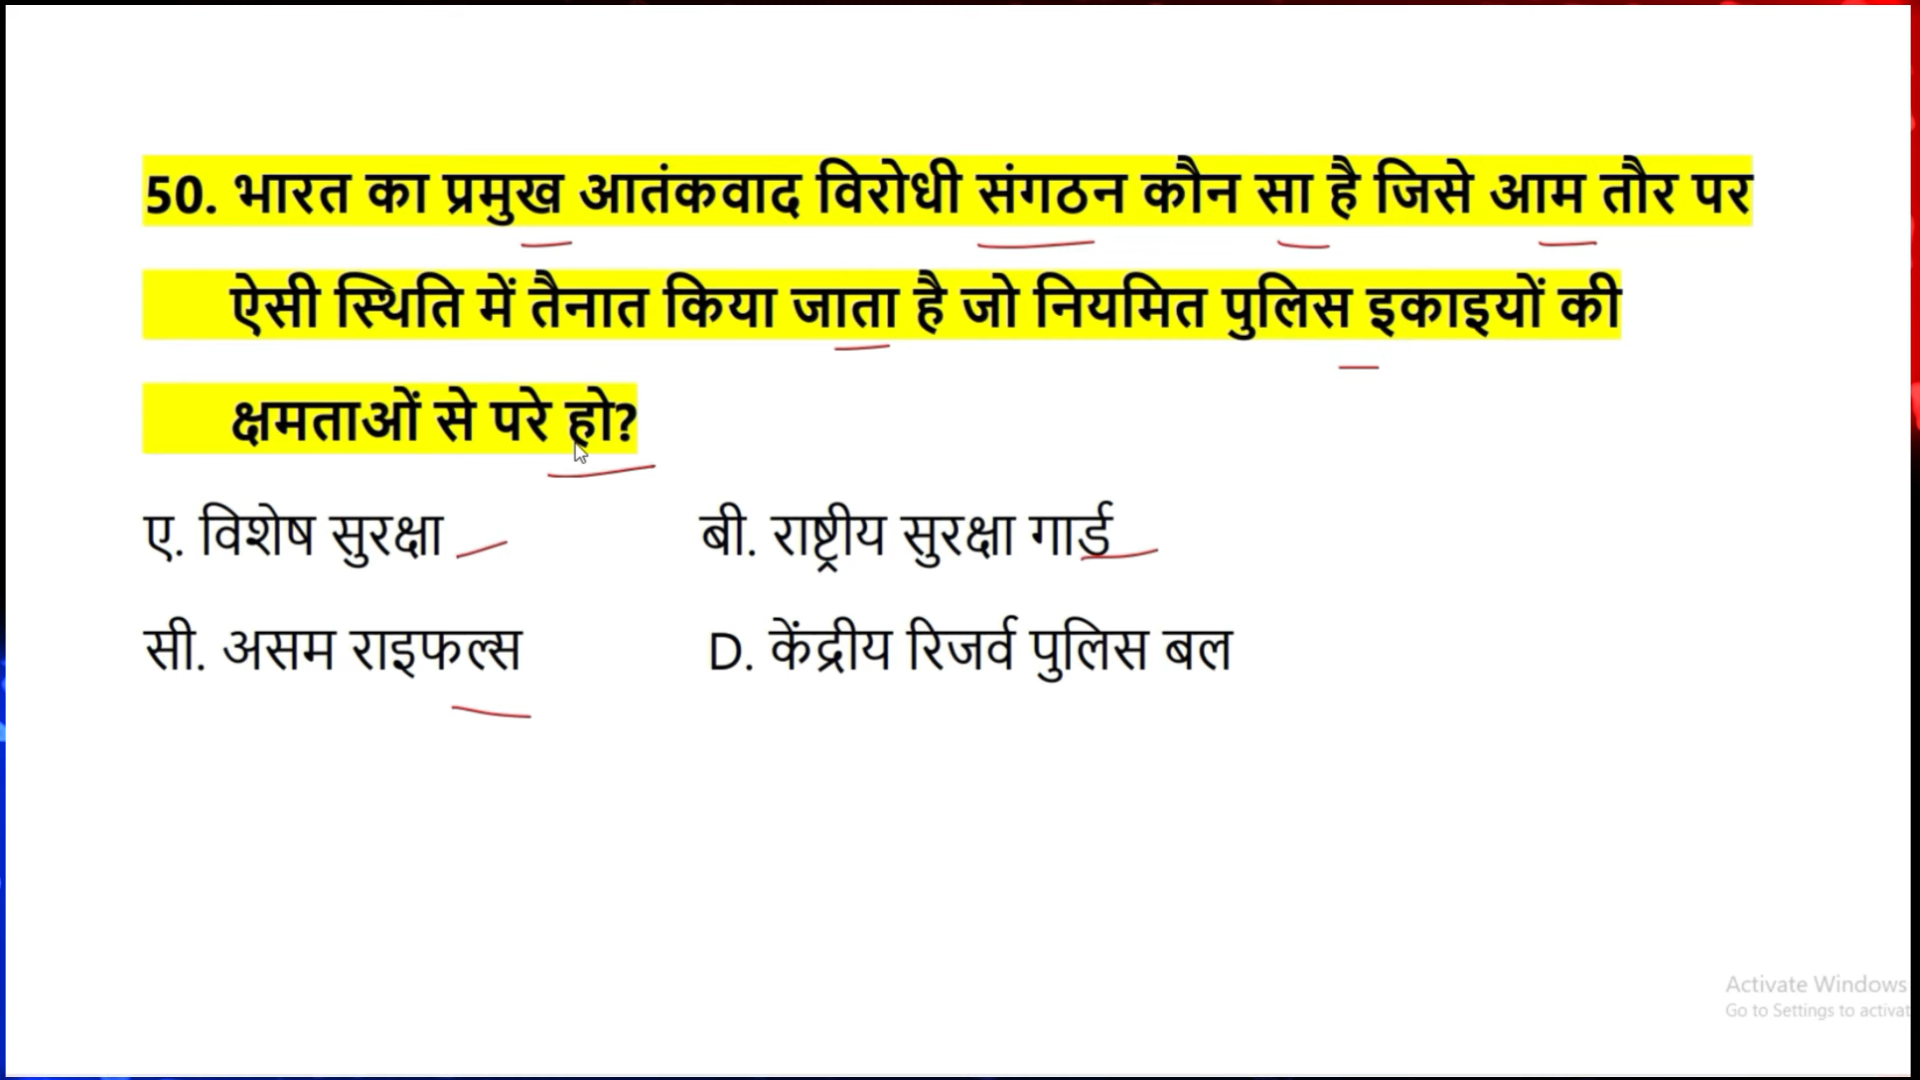 50. भारत का प्रमुख आतंकवाद विरोधी संगठन कौन सा है जिसे आम तौर पर
ऐसी स्थिति में तैनात किया जाता है जो नियमित पुलिस इकाइयों की
क्षमताओं से परे हो?
ए. विशेष सुरक्षा बी. राष्ट्रीय सुरक्षा गार्ड
सी. असम राइफल्स D. केंद्रीय रिजर्व पुलिस बल
Activate Windows
Go to Settings to activat